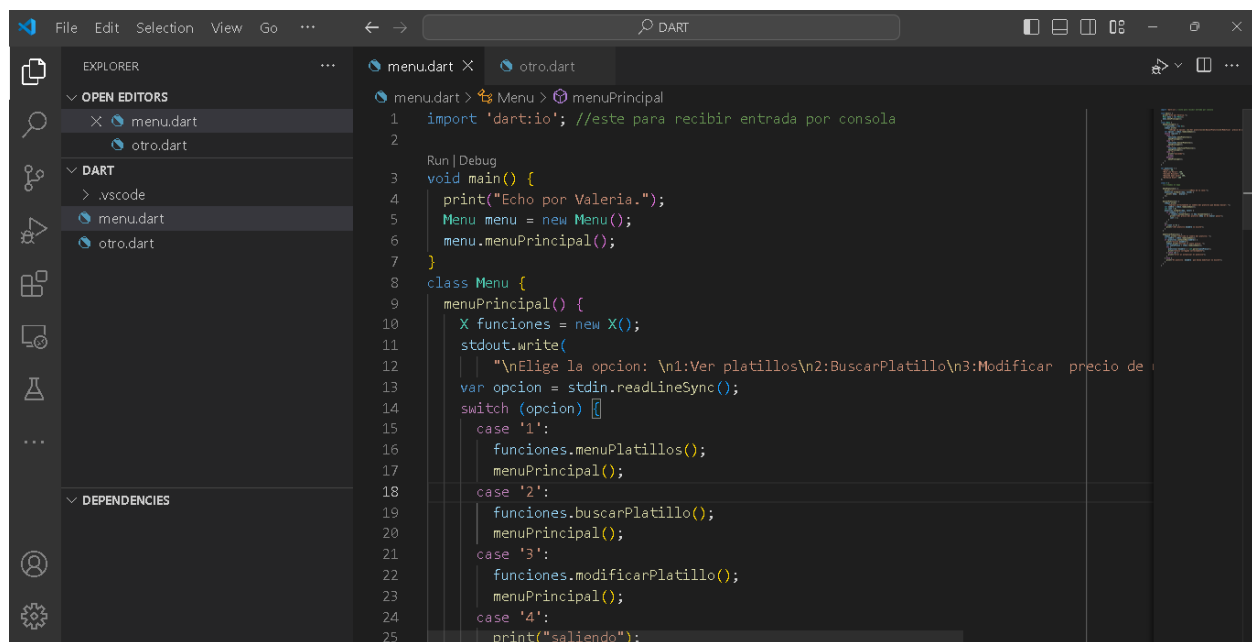 File Edit Selection View Go ···
DART
EXPLORER ···
OPEN EDITORS
menu.dart
otro.dart
DART
.vscode
menu.dart
otro.dart
DEPENDENCIES
menu.dart otro.dart
menu.dart > Menu > menuPrincipal
1 import 'dart:io'; //este para recibir entrada por consola
2
Run | Debug
3 void main() {
4 print("Echo por Valeria.");
5 Menu menu = new Menu();
6 menu.menuPrincipal();
7 }
8 class Menu {
9 menuPrincipal() {
10 X funciones = new X();
11 stdout.write(
12 "\nElige la opcion: \n1:Ver platillos\n2:BuscarPlatillo\n3:Modificar  precio de
13 var opcion = stdin.readLineSync();
14 switch (opcion) {
15 case '1':
16 funciones.menuPlatillos();
17 menuPrincipal();
18 case '2':
19 funciones.buscarPlatillo();
20 menuPrincipal();
21 case '3':
22 funciones.modificarPlatillo();
23 menuPrincipal();
24 case '4':
25 print("saliendo");